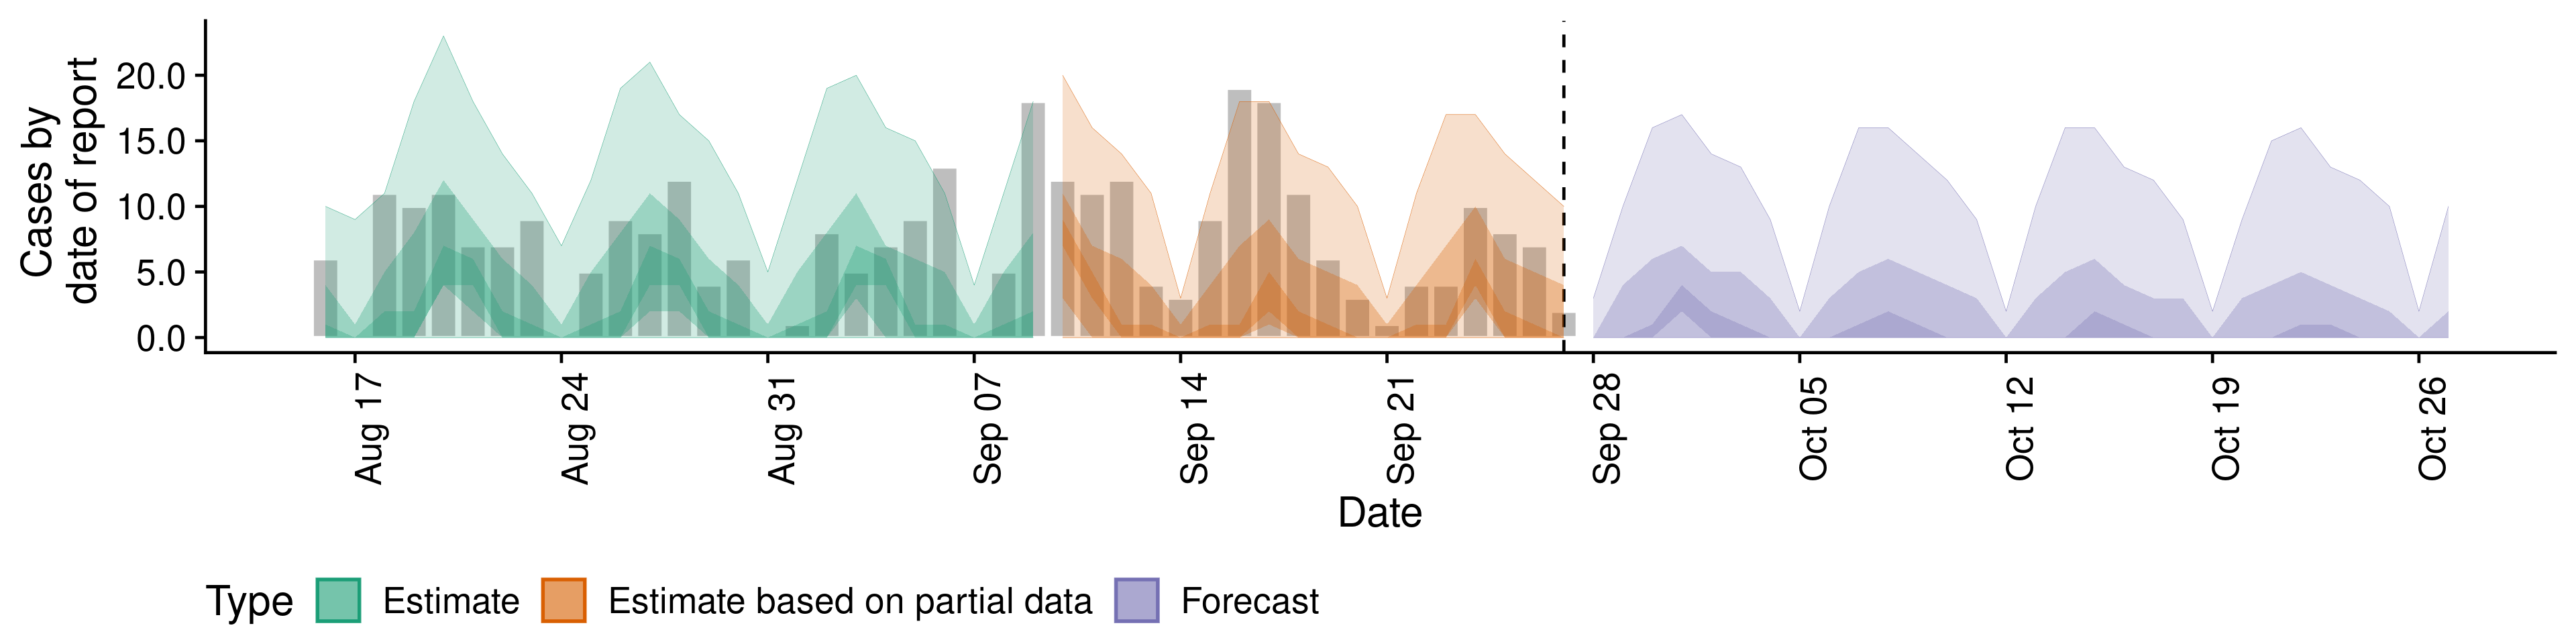 Cases by
date of report
20.0
15.0
10.0
5.0
0.0
Aug 17
Aug 24
Aug 31
Sep 07
Sep 14
Sep 21
Sep 28
Oct 05
Oct 12
Oct 19
Oct 26
Date
Type Estimate Estimate based on partial data Forecast